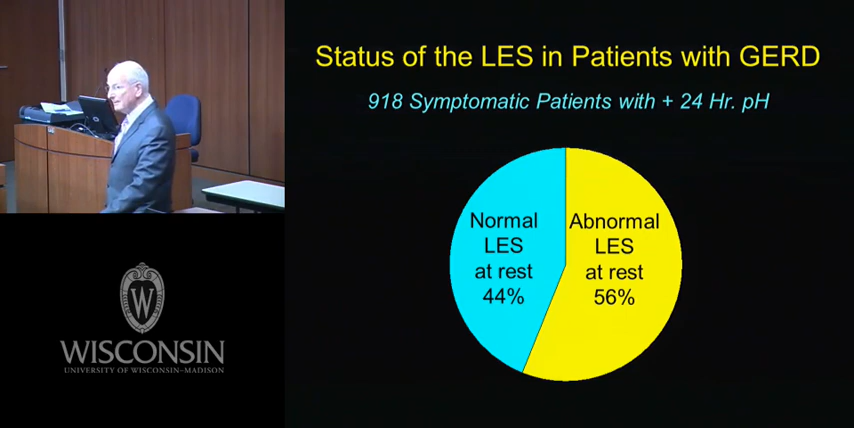 Status of the LES in Patients with GERD
918 Symptomatic Patients with + 24 Hr. pH
Normal
LES
at rest
44%
Abnormal
LES
at rest
56%
W
WISCONSIN
UNIVERSITY OF WISCONSIN–MADISON